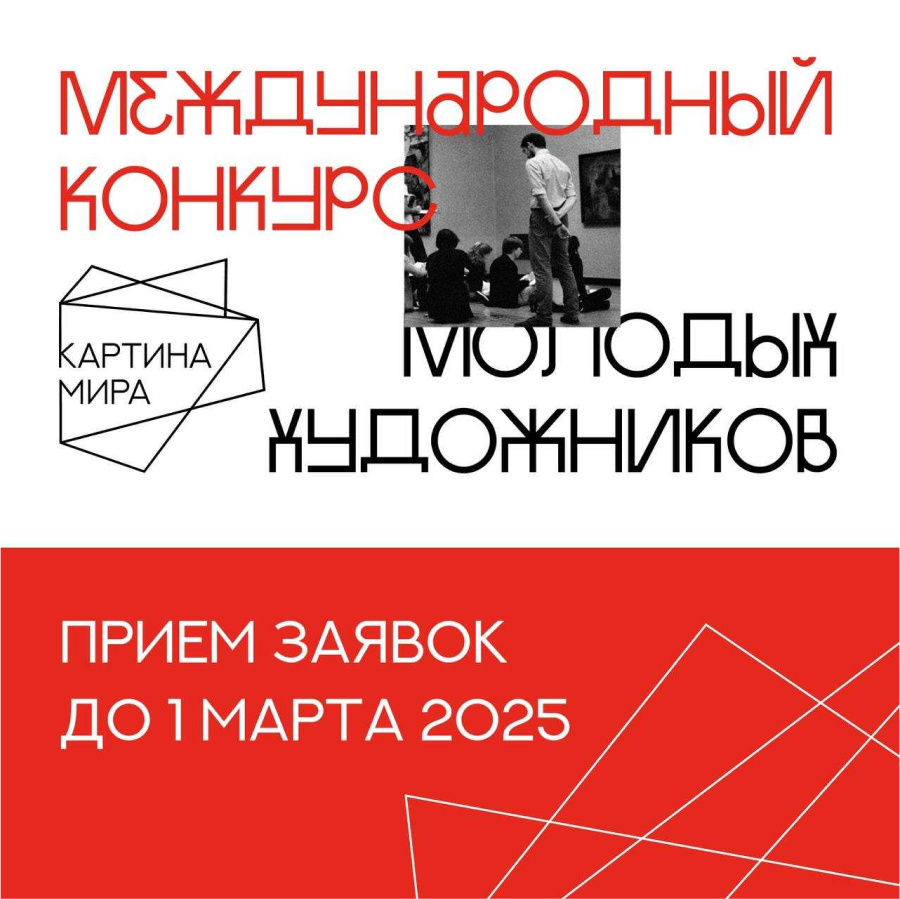 МЕЖДУНАРОДНЫЙ
КОНКУРС
КАРТИНА
МИРА
МОЛОДЫХ
ХУДОЖНИКОВ
ПРИЕМ ЗАЯВОК
ДО 1 МАРТА 2025